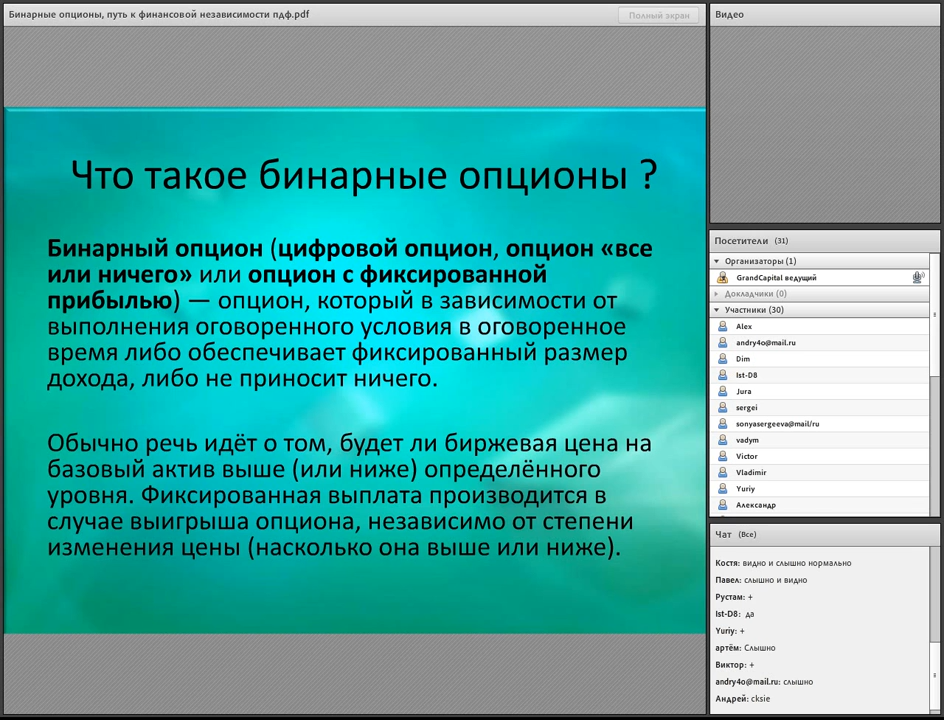 Бинарные опционы, путь к финансовой независимости пдф.pdf
Полный экран
Что такое бинарные опционы ?
Бинарный опцион (цифровой опцион, опцион «все
или ничего» или опцион с фиксированной
прибылью) — опцион, который в зависимости от
выполнения оговоренного условия в оговоренное
время либо обеспечивает фиксированный размер
дохода, либо не приносит ничего.
Обычно речь идёт о том, будет ли биржевая цена на
базовый актив выше (или ниже) определённого
уровня. Фиксированная выплата производится в
случае выигрыша опциона, независимо от степени
изменения цены (насколько она выше или ниже).
Видео
Посетители (31)
Организаторы (1)
GrandCapital ведущий
Докладчики (0)
Участники (30)
Alex
andry4o@mail.ru
Dim
Ist-D8
Jura
sergei
sonyasergeeva@mail/ru
vadym
Victor
Vladimir
Yuriy
Александр
Чат (Все)
Костя: видно и слышно нормально
Павел: слышно и видно
Рустам: +
Ist-D8: да
Yuriy: +
артём: Слышно
Виктор: +
andry4o@mail.ru: слышно
Андрей: cksie